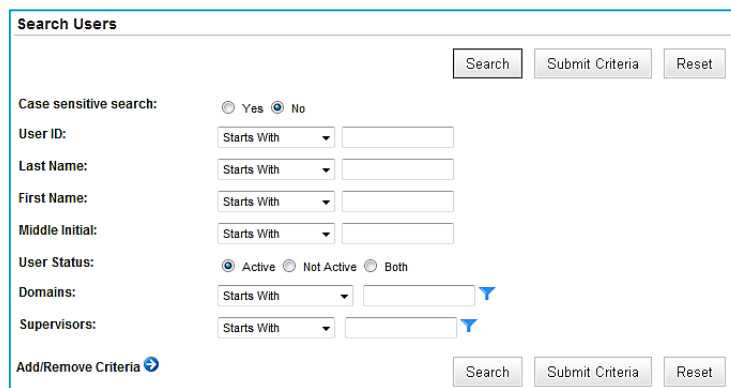 Search Users
Search Submit Criteria Reset
Case sensitive search: Yes No
User ID: Starts With
Last Name: Starts With
First Name: Starts With
Middle Initial: Starts With
User Status: Active Not Active Both
Domains: Starts With
Supervisors: Starts With
Add/Remove Criteria Search Submit Criteria Reset